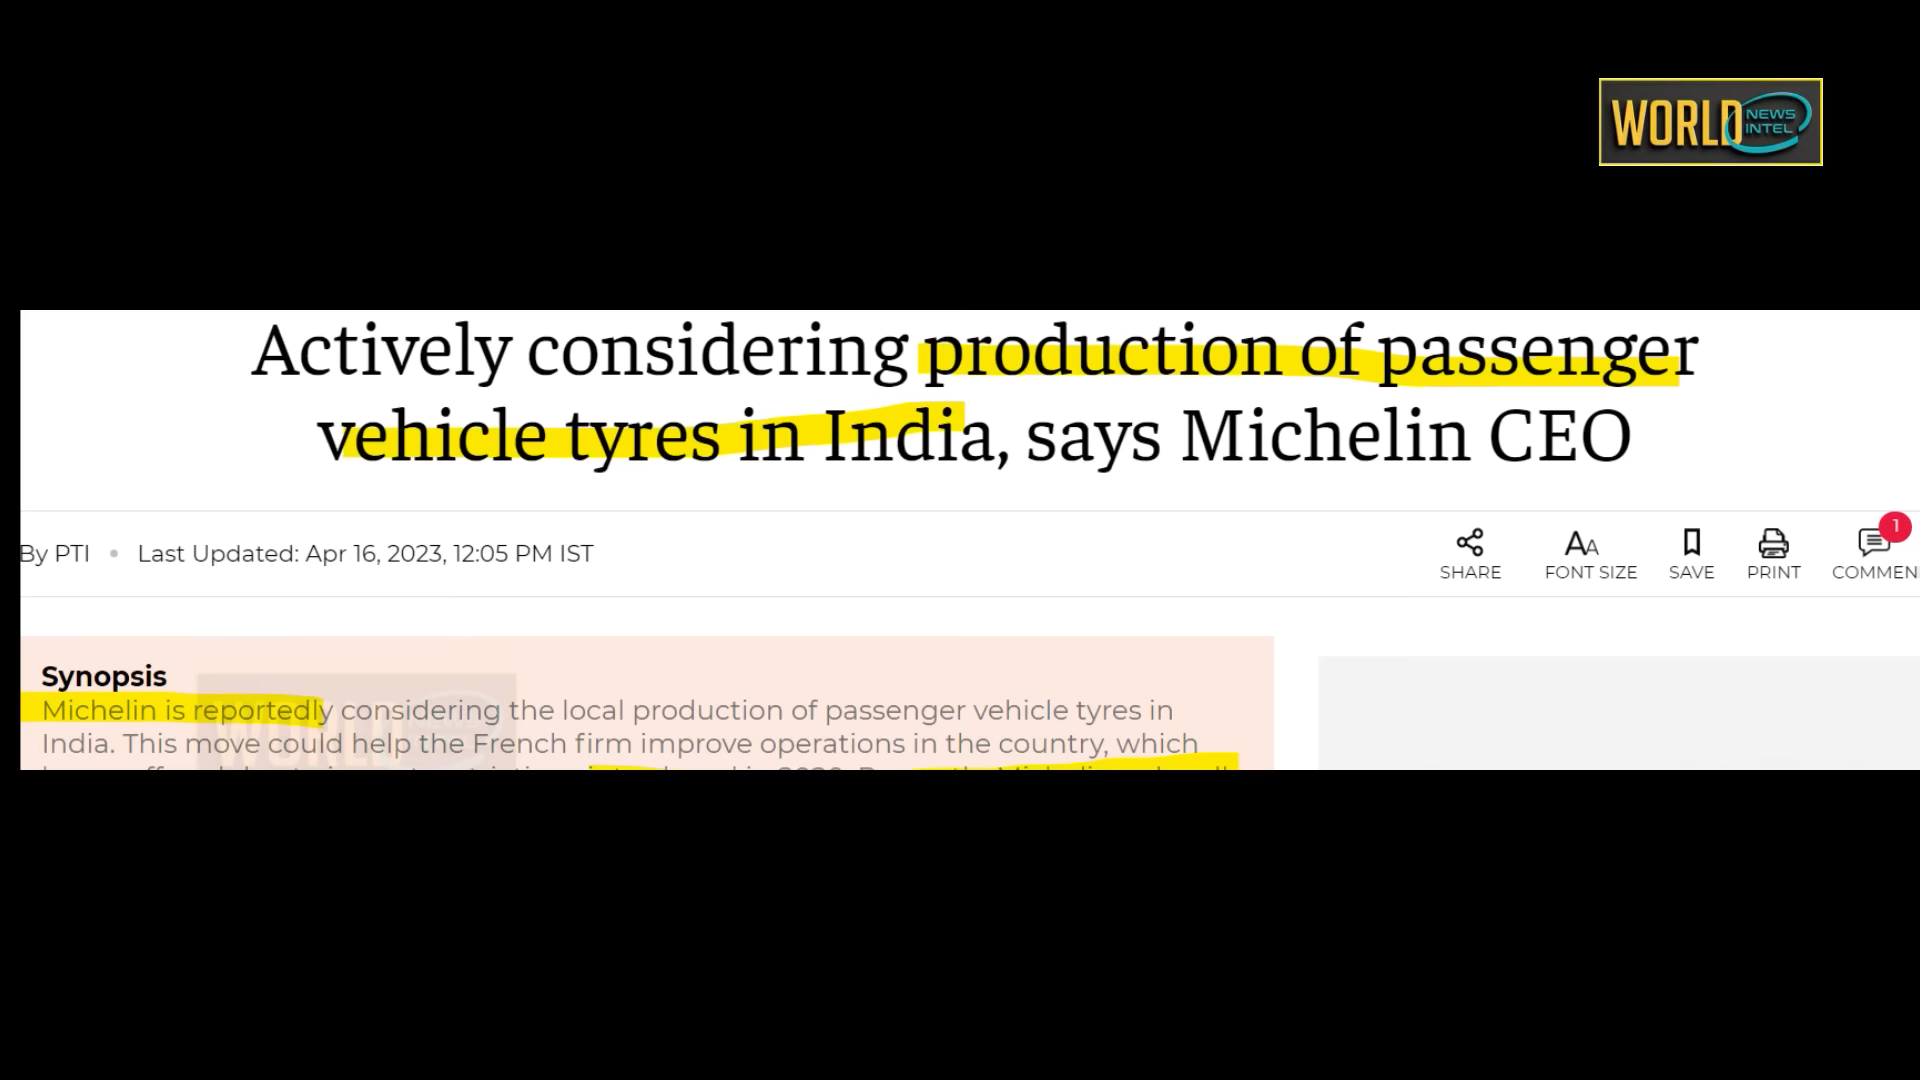 WORLD NEWS INTEL
Actively considering production of passenger
vehicle tyres in India, says Michelin CEO
By PTI • Last Updated: Apr 16, 2023, 12:05 PM IST
SHARE
FONT SIZE
SAVE
PRINT
1
COMMEN
Synopsis
Michelin is reportedly considering the local production of passenger vehicle tyres in
India. This move could help the French firm improve operations in the country, which